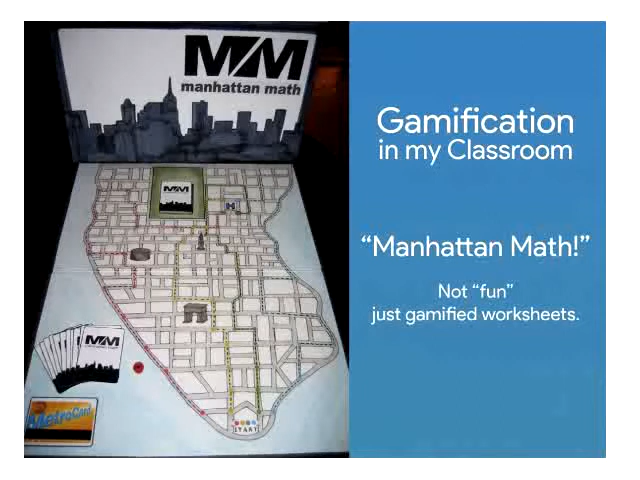 MM
manhattan math
MM
MM
MetroCard
START
Gamification
in my Classroom
“Manhattan Math!”
Not “fun”
just gamified worksheets.